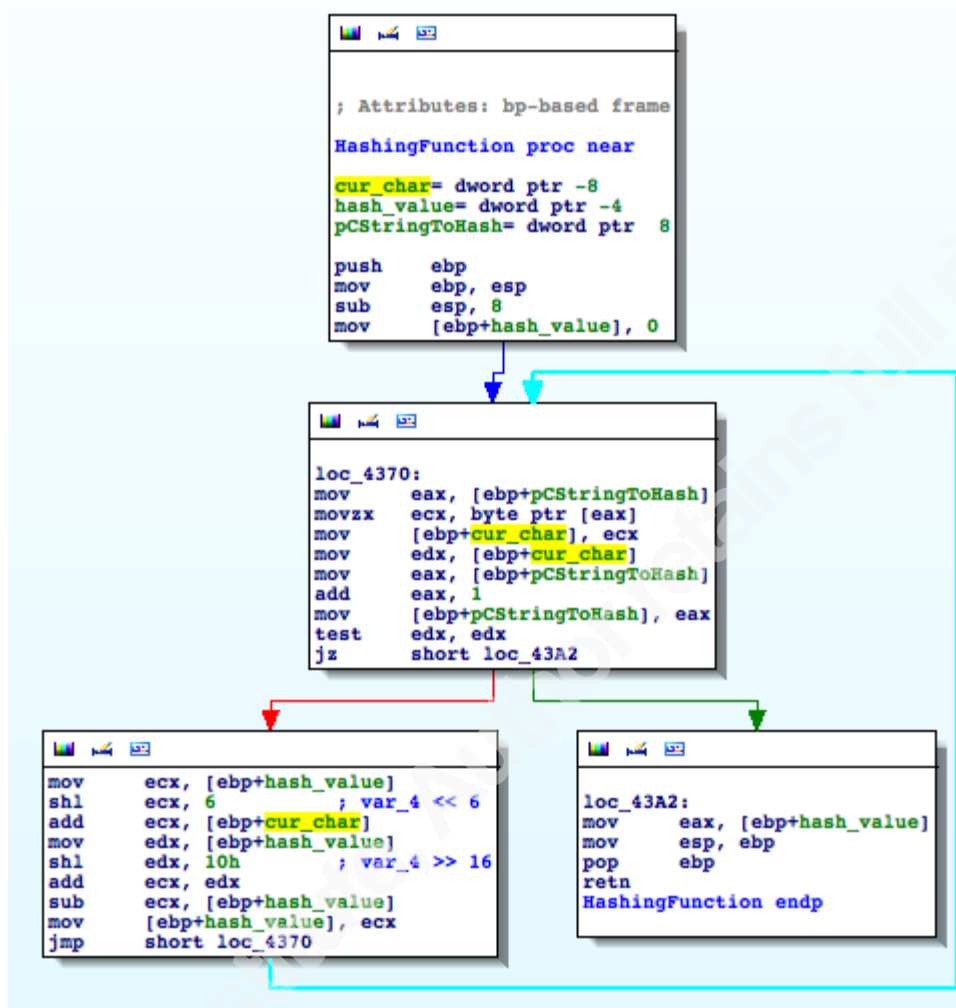 ; Attributes: bp-based frame
HashingFunction proc near
cur_char= dword ptr -8
hash_value= dword ptr -4
pCStringToHash= dword ptr  8
push    ebp
mov     ebp, esp
sub     esp, 8
mov     [ebp+hash_value], 0
loc_4370:
mov     eax, [ebp+pCStringToHash]
movzx   ecx, byte ptr [eax]
mov     [ebp+cur_char], ecx
mov     edx, [ebp+cur_char]
mov     eax, [ebp+pCStringToHash]
add     eax, 1
mov     [ebp+pCStringToHash], eax
test    edx, edx
jz      short loc_43A2
mov     ecx, [ebp+hash_value]
shl     ecx, 6          ; var_4 << 6
add     ecx, [ebp+cur_char]
mov     edx, [ebp+hash_value]
shl     edx, 10h        ; var_4 >> 16
add     ecx, edx
sub     ecx, [ebp+hash_value]
mov     [ebp+hash_value], ecx
jmp     short loc_4370
loc_43A2:
mov     eax, [ebp+hash_value]
mov     esp, ebp
pop     ebp
retn
HashingFunction endp
Author retains full